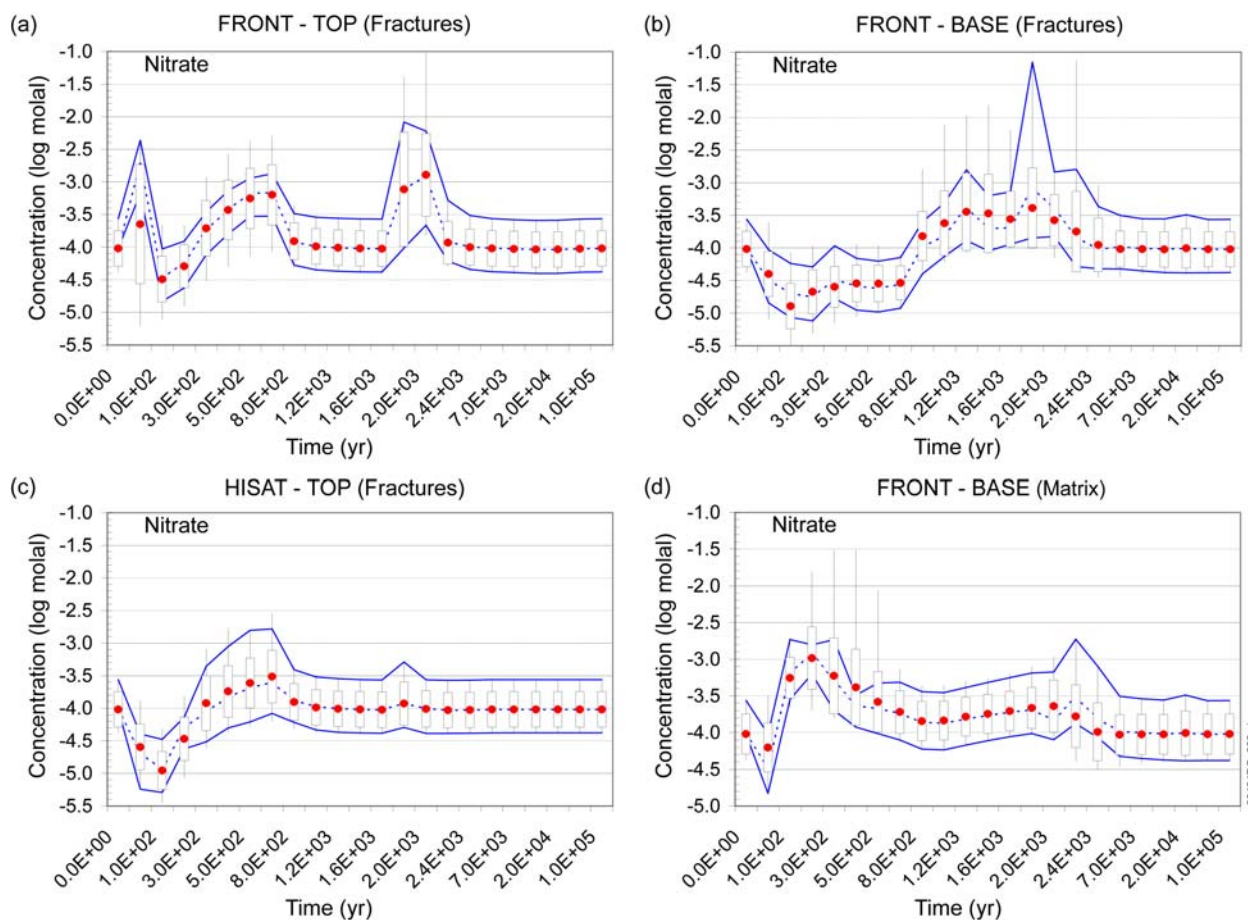 (a) FRONT - TOP (Fractures)
Nitrate
Concentration (log molal)
-1.0
-1.5
-2.0
-2.5
-3.0
-3.5
-4.0
-4.5
-5.0
-5.5
0.0E+00
1.0E+02
3.0E+02
5.0E+02
8.0E+02
1.2E+03
1.6E+03
2.0E+03
2.4E+03
7.0E+03
2.0E+04
1.0E+05
Time (yr)
(b) FRONT - BASE (Fractures)
Nitrate
Concentration (log molal)
-1.0
-1.5
-2.0
-2.5
-3.0
-3.5
-4.0
-4.5
-5.0
-5.5
0.0E+00
1.0E+02
3.0E+02
5.0E+02
8.0E+02
1.2E+03
1.6E+03
2.0E+03
2.4E+03
7.0E+03
2.0E+04
1.0E+05
Time (yr)
(c) HISAT - TOP (Fractures)
Nitrate
Concentration (log molal)
-1.0
-1.5
-2.0
-2.5
-3.0
-3.5
-4.0
-4.5
-5.0
-5.5
0.0E+00
1.0E+02
3.0E+02
5.0E+02
8.0E+02
1.2E+03
1.6E+03
2.0E+03
2.4E+03
7.0E+03
2.0E+04
1.0E+05
Time (yr)
(d) FRONT - BASE (Matrix)
Nitrate
Concentration (log molal)
-1.0
-1.5
-2.0
-2.5
-3.0
-3.5
-4.0
-4.5
-5.0
0.0E+00
1.0E+02
3.0E+02
5.0E+02
8.0E+02
1.2E+03
1.6E+03
2.0E+03
2.4E+03
7.0E+03
2.0E+04
1.0E+05
Time (yr)